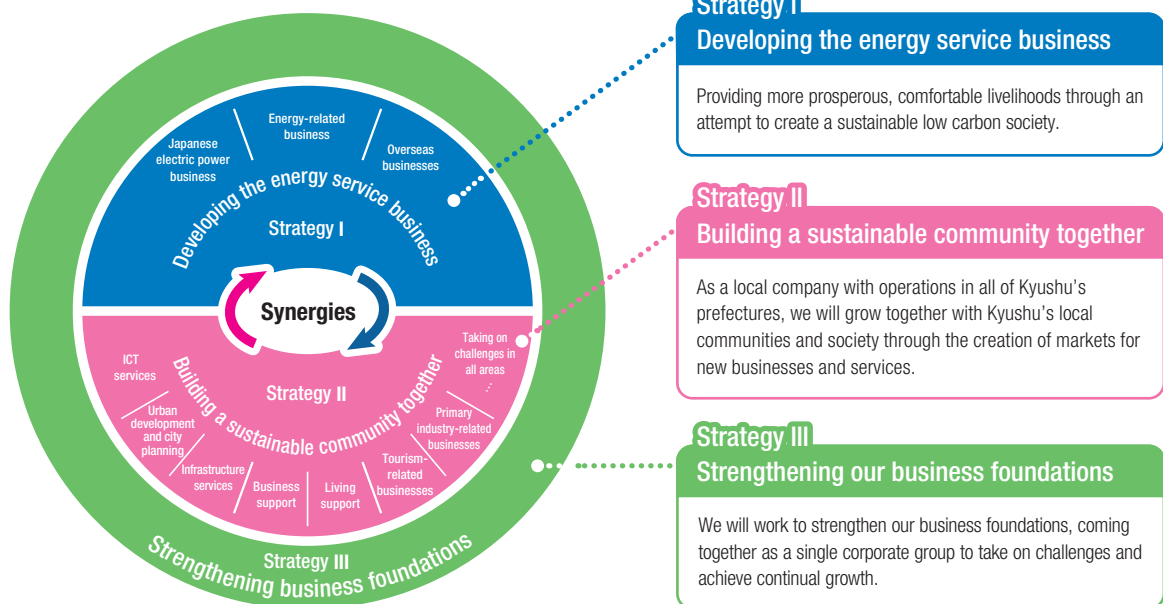 Japanese
electric power
business
Energy-related
business
Overseas
businesses
Developing the energy service business
Strategy I
Synergies
Strategy II
Building a sustainable community together
ICT
services
Urban
development
and city
planning
Infrastructure
services
Business
support
Living
support
Tourism-
related
businesses
Primary
industry-related
businesses
Taking on
challenges in
all areas
...
Strategy III
Strengthening business foundations
Strategy I
Developing the energy service business
Providing more prosperous, comfortable livelihoods through an
attempt to create a sustainable low carbon society.
Strategy II
Building a sustainable community together
As a local company with operations in all of Kyushu's
prefectures, we will grow together with Kyushu's local
communities and society through the creation of markets for
new businesses and services.
Strategy III
Strengthening our business foundations
We will work to strengthen our business foundations, coming
together as a single corporate group to take on challenges and
achieve continual growth.